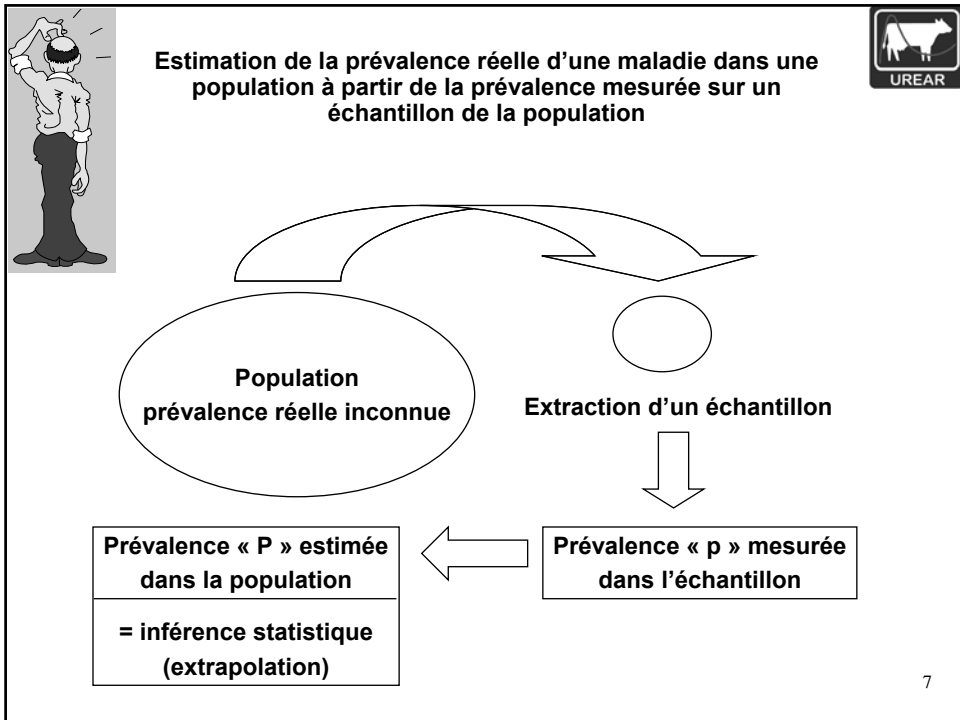 Estimation de la prévalence réelle d’une maladie dans une
population à partir de la prévalence mesurée sur un
échantillon de la population
UREAR
Population
prévalence réelle inconnue
Extraction d’un échantillon
Prévalence « P » estimée
dans la population
= inférence statistique
(extrapolation)
Prévalence « p » mesurée
dans l’échantillon
7